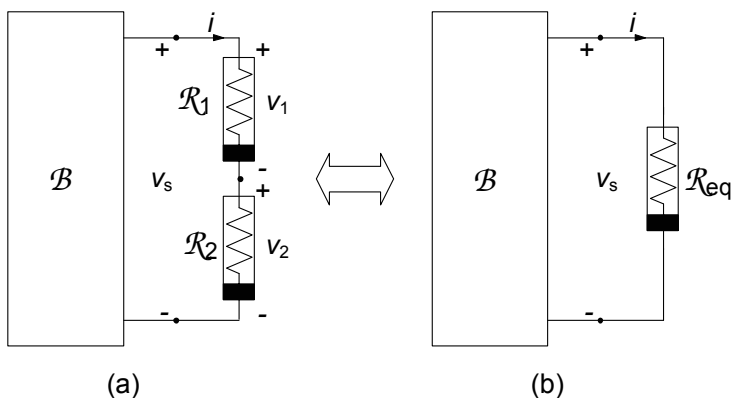 i
+
+
ℛ1
v1
ℬ
vs
-
+
ℛ2
v2
-
-
(a)
i
+
ℬ
vs
ℛeq
-
(b)